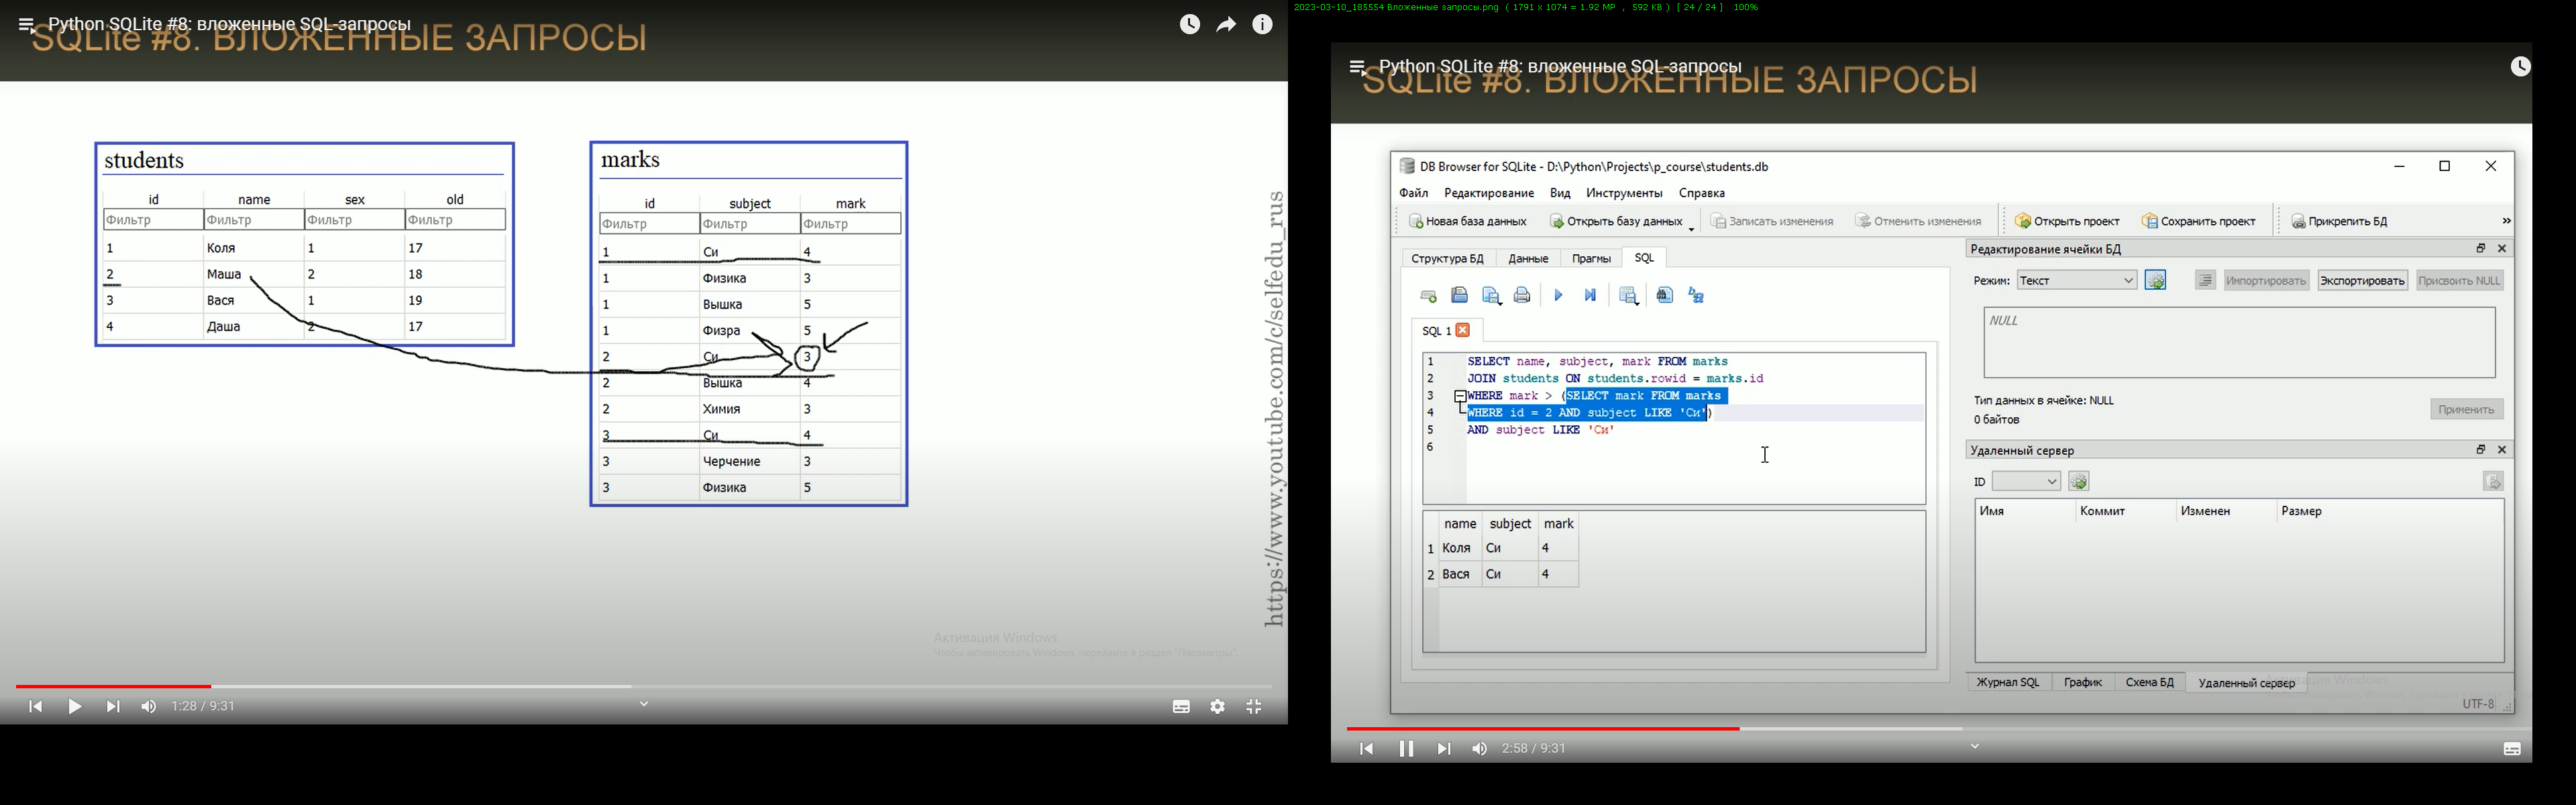 Python SQLite #8: вложенные SQL-запросы
SQLite #8. ВЛОЖЕННЫЕ ЗАПРОСЫ
students
id name sex old
Фильтр Фильтр Фильтр Фильтр
1 Коля 1 17
2 Маша 2 18
3 Вася 1 19
4 Даша 2 17
marks
id subject mark
Фильтр Фильтр Фильтр
1 Си 4
1 Физика 3
1 Вышка 5
1 Физра 5
2 Си 3
2 Вышка 4
2 Химия 3
3 Си 4
3 Черчение 3
3 Физика 5
https://www.youtube.com/c/selfedu_rus
Активация Windows
Чтобы активировать Windows, перейдите в раздел "Параметры".
1:28 / 9:31
2023-03-10_185554 Вложенные запросы.png ( 1791 x 1074 = 1.92 MP , 592 KB ) [ 24 / 24 ] 100%
Python SQLite #8: вложенные SQL-запросы
SQLite #8. ВЛОЖЕННЫЕ ЗАПРОСЫ
DB Browser for SQLite - D:\Python\Projects\p_course\students.db
Файл Редактирование Вид Инструменты Справка
Новая база данных Открыть базу данных Записать изменения Отменить изменения Открыть проект Сохранить проект Прикрепить БД »
Структура БД Данные Прагмы SQL
SQL 1
1 SELECT name, subject, mark FROM marks
2 JOIN students ON students.rowid = marks.id
3 WHERE mark > (SELECT mark FROM marks
4 WHERE id = 2 AND subject LIKE 'Си')
5 AND subject LIKE 'Си'
6
name subject mark
1 Коля Си 4
2 Вася Си 4
Редактирование ячейки БД
Режим: Текст Импортировать Экспортировать Присвоить NULL
NULL
Тип данных в ячейке: NULL
0 байтов
Применить
Удаленный сервер
ID
Имя Коммит Изменен Размер
Журнал SQL График Схема БД Удаленный сервер
UTF-8
2:58 / 9:31